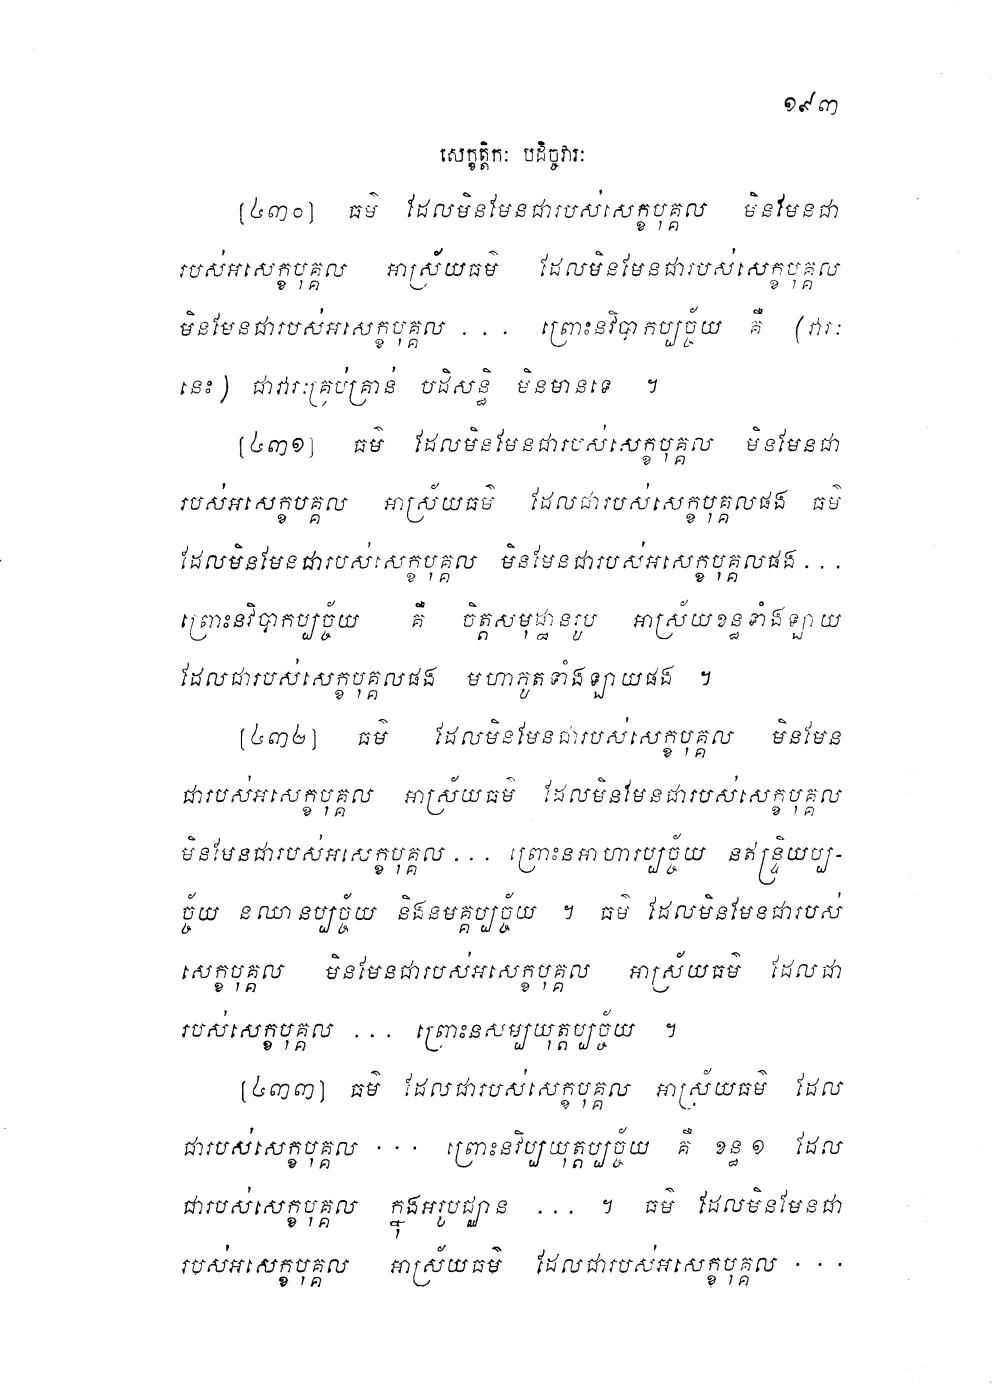 ១៩៣
សេក្ខត្តិកៈ បដិច្ចវារៈ
[៤៣០] ធម៌ ដែលមិនមែនជារបស់សេក្ខបុគ្គល មិនមែនជា
របស់អសេក្ខបុគ្គល អាស្រ័យធម៌ ដែលមិនមែនជារបស់សេក្ខបុគ្គល
មិនមែនជារបស់អសេក្ខបុគ្គល ... ព្រោះនវិបាកប្បច្ច័យ គឺ (វារៈ
នេះ) ជាវារៈគ្រប់គ្រាន់ បដិសន្ធិ មិនមានទេ ។
[៤៣១] ធម៌ ដែលមិនមែនជារបស់សេក្ខបុគ្គល មិនមែនជា
របស់អសេក្ខបុគ្គល អាស្រ័យធម៌ ដែលជារបស់សេក្ខបុគ្គលផង ធម៌
ដែលមិនមែនជារបស់សេក្ខបុគ្គល មិនមែនជារបស់អសេក្ខបុគ្គលផង...
ព្រោះនវិបាកប្បច្ច័យ គឺ ចិត្តសមុដ្ឋានរូប អាស្រ័យខន្ធទាំងឡាយ
ដែលជារបស់សេក្ខបុគ្គលផង មហាភូតទាំងឡាយផង ។
[៤៣២] ធម៌ ដែលមិនមែនជារបស់សេក្ខបុគ្គល មិនមែន
ជារបស់អសេក្ខបុគ្គល អាស្រ័យធម៌ ដែលមិនមែនជារបស់សេក្ខបុគ្គល
មិនមែនជារបស់អសេក្ខបុគ្គល... ព្រោះនអាហារប្បច្ច័យ នឥន្ទ្រិយប្ប-
ច្ច័យ នឈានប្បច្ច័យ និងនមគ្គប្បច្ច័យ ។ ធម៌ ដែលមិនមែនជារបស់
សេក្ខបុគ្គល មិនមែនជារបស់អសេក្ខបុគ្គល អាស្រ័យធម៌ ដែលជា
របស់សេក្ខបុគ្គល ... ព្រោះនសម្បយុត្តប្បច្ច័យ ។
[៤៣៣] ធម៌ ដែលជារបស់សេក្ខបុគ្គល អាស្រ័យធម៌ ដែល
ជារបស់សេក្ខបុគ្គល ... ព្រោះនវិប្បយុត្តប្បច្ច័យ គឺ ខន្ធ១ ដែល
ជារបស់សេក្ខបុគ្គល ក្នុងអរូបជ្ឈាន ... ។ ធម៌ ដែលមិនមែនជា
របស់អសេក្ខបុគ្គល អាស្រ័យធម៌ ដែលជារបស់អសេក្ខបុគ្គល ...